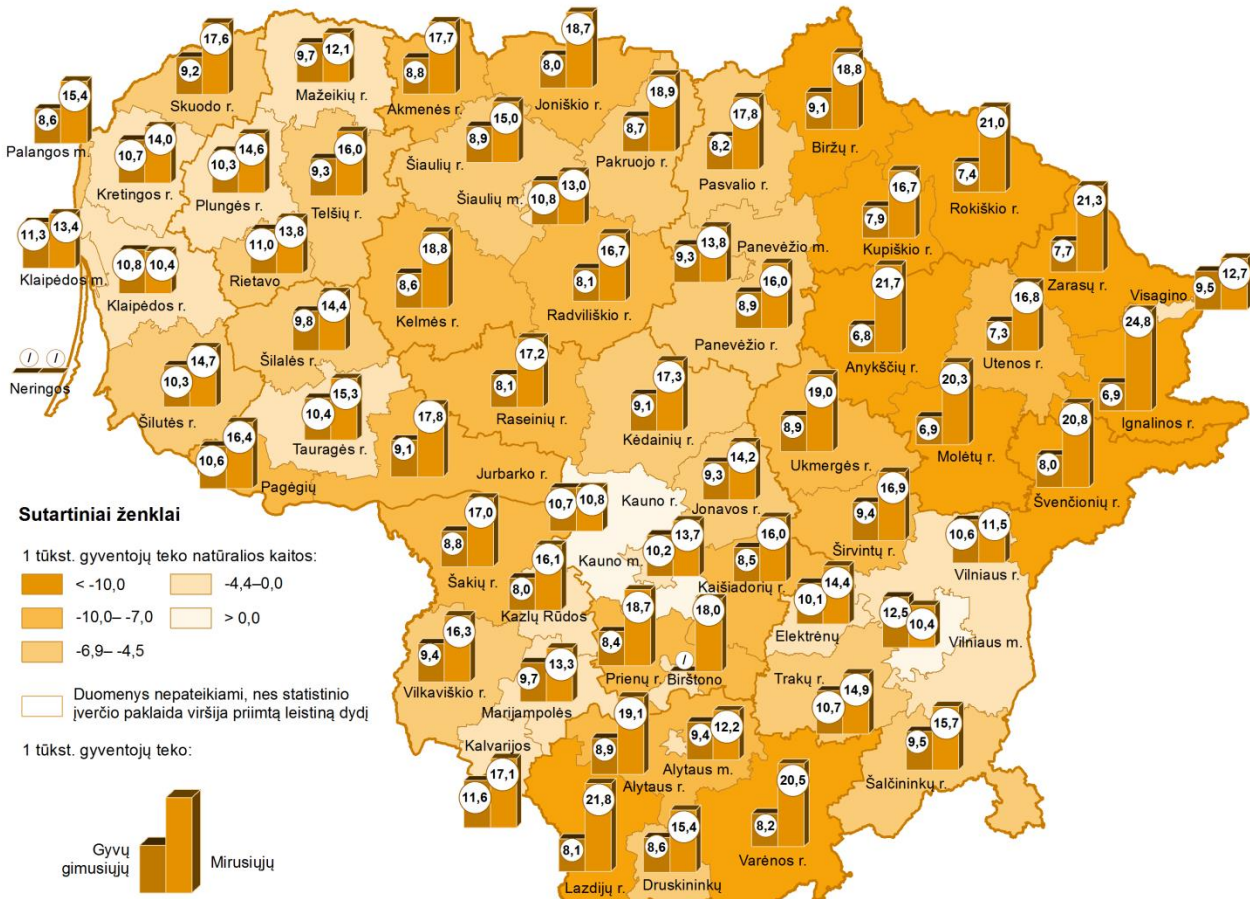 17,6
9,2
Skuodo r.
9,7
12,1
Mažeikių r.
17,7
8,8
Akmenės r.
18,7
8,0
Joniškio r.
18,9
8,7
Pakruojo r.
15,0
8,9
Šiaulių r.
17,8
8,2
Pasvalio r.
18,8
9,1
Biržų r.
21,0
7,4
Rokiškio r.
15,4
8,6
Palangos m.
14,0
10,7
Kretingos r.
14,6
10,3
Plungės r.
16,0
9,3
Telšių r.
10,8
13,0
Šiaulių m.
16,7
7,9
Kupiškio r.
21,3
7,7
Zarasų r.
9,5
12,7
Visagino
11,3
13,4
Klaipėdos m.
10,8
10,4
Klaipėdos r.
11,0
13,8
Rietavo
18,8
8,6
Kelmės r.
16,7
8,1
Radviliškio r.
9,3
13,8
Panevėžio m.
16,0
8,9
Panevėžio r.
21,7
6,8
Anykščių r.
16,8
7,3
Utenos r.
24,8
6,9
Ignalinos r.
/ /
Neringos
14,4
9,8
Šilalės r.
14,7
10,3
Šilutės r.
15,3
10,4
Tauragės r.
17,2
8,1
Raseinių r.
17,3
9,1
Kėdainių r.
19,0
8,9
Ukmergės r.
20,3
6,9
Molėtų r.
20,8
8,0
Švenčionių r.
16,4
10,6
Pagėgių
17,8
9,1
Jurbarko r.
14,2
9,3
Jonavos r.
10,7
10,8
Kauno r.
16,9
9,4
Širvintų r.
10,6
11,5
Vilniaus r.
17,0
8,8
Šakių r.
16,1
8,0
Kazlų Rūdos
13,7
10,2
Kauno m.
16,0
8,5
Kaišiadorių r.
14,4
10,1
Elektrėnų
12,5
10,4
Vilniaus m.
16,3
9,4
Vilkaviškio r.
13,3
9,7
Marijampolės
18,7
8,4
Prienų r.
18,0
/
Birštono
14,9
10,7
Trakų r.
Kalvarijos
17,1
11,6
19,1
8,9
Alytaus r.
9,4
12,2
Alytaus m.
15,7
9,5
Šalčininkų r.
21,8
8,1
Lazdijų r.
15,4
8,6
Druskininkų
20,5
8,2
Varėnos r.
Sutartiniai ženklai
1 tūkst. gyventojų teko natūralios kaitos:
< -10,0
-4,4–0,0
-10,0– -7,0
> 0,0
-6,9– -4,5
Duomenys nepateikiami, nes statistinio
įverčio paklaida viršija priimtą leistiną dydį
1 tūkst. gyventojų teko:
Gyvų
gimusiųjų
Mirusiųjų